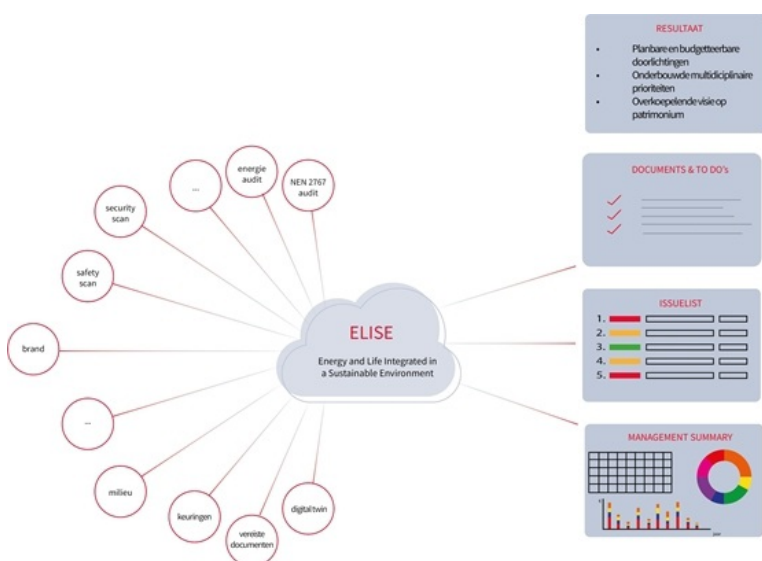 RESULTAAT
• Planbare en budgetteerbare
doorlichtingen
• Onderbouwde multidiciplinaire
prioriteiten
• Overkoepelende visie op
patrimonium
DOCUMENTS & TO DO's
ISSUELIST
1.
2.
3.
4.
5.
MANAGEMENT SUMMARY
...
energie
audit
NEN 2767
audit
security
scan
safety
scan
brand
...
milieu
keuringen
vereiste
documenten
digital twin
ELISE
Energy and Life Integrated in
a Sustainable Environment